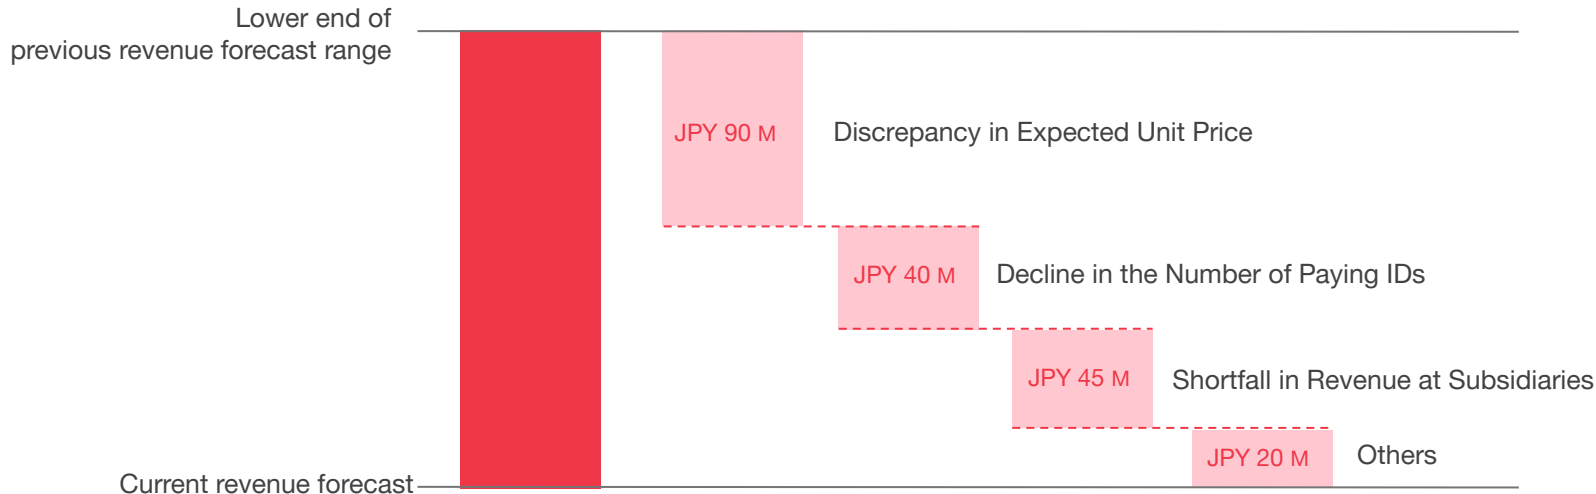 Lower end of
previous revenue forecast range
JPY 90 M
Discrepancy in Expected Unit Price
JPY 40 M
Decline in the Number of Paying IDs
JPY 45 M
Shortfall in Revenue at Subsidiaries
JPY 20 M
Others
Current revenue forecast